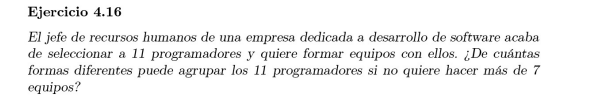 Ejercicio 4.16
El jefe de recursos humanos de una empresa dedicada a desarrollo de software acaba
de seleccionar a 11 programadores y quiere formar equipos con ellos. ¿De cuántas
formas diferentes puede agrupar los 11 programadores si no quiere hacer más de 7
equipos?